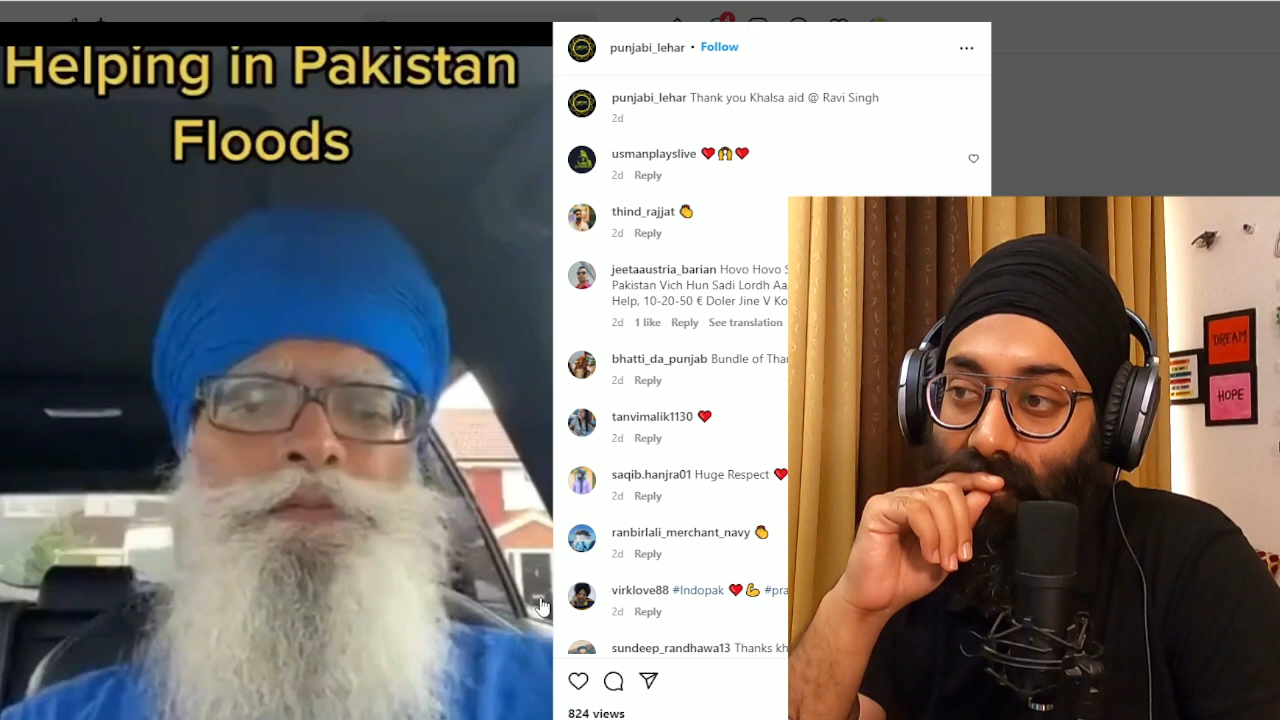 Helping in Pakistan
Floods
punjabi_lehar • Follow
punjabi_lehar Thank you Khalsa aid @ Ravi Singh
2d
usmanplayslive ❤️🙌❤️
2d Reply
thind_rajjat 👏
2d Reply
jeetaaustria_barian Hovo Hovo
Pakistan Vich Hun Sadi Lordh
Help, 10-20-50 € Doler Jine V
2d 1 like Reply See translation
bhatti_da_punjab Bundle of
2d Reply
tanvimalik1130 ❤️
2d Reply
saqib.hanjra01 Huge Respect ❤️
2d Reply
ranbirlali_merchant_navy 👏
2d Reply
virklove88 #Indopak ❤️💪
2d Reply
sundeep_randhawa13 Thanks
824 views
DREAM
HOPE